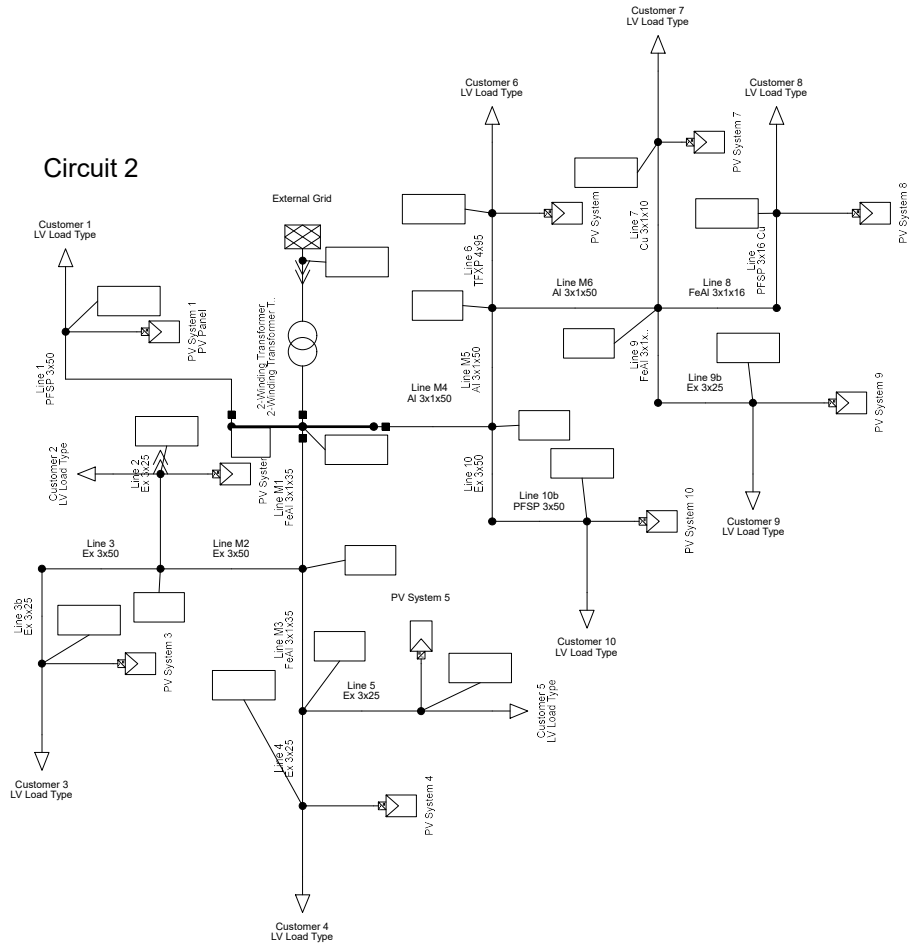 Customer 7
LV Load Type
Customer 6
LV Load Type
Customer 8
LV Load Type
Circuit 2
External Grid
Customer 1
LV Load Type
PV System 7
PV System
PV System 8
Line 7
Cu 3x1x10
Line
PFSP 3x16 Cu
Line 6
TFXP 4x95
Line M6
Al 3x1x50
Line 8
FeAl 3x1x16
PV System 1
PV Panel
Line 1
PFSP 3x50
2-Winding Transformer
2-Winding Transformer T..
Line M5
Al 3x1x50
Line 9
FeAl 3x1x..
Line M4
Al 3x1x50
Line 9b
Ex 3x25
PV System 9
Customer 2
LV Load Type
Line 2
Ex 3x25
PV System
Line M1
FeAl 3x1x35
Line 10
Ex 3x50
Line 10b
PFSP 3x50
PV System 10
Customer 9
LV Load Type
Line 3
Ex 3x50
Line M2
Ex 3x50
Line 3b
Ex 3x25
PV System 3
PV System 5
Line M3
FeAl 3x1x35
Customer 10
LV Load Type
Line 5
Ex 3x25
Customer 5
LV Load Type
Line 4
Ex 3x25
Customer 3
LV Load Type
PV System 4
Customer 4
LV Load Type